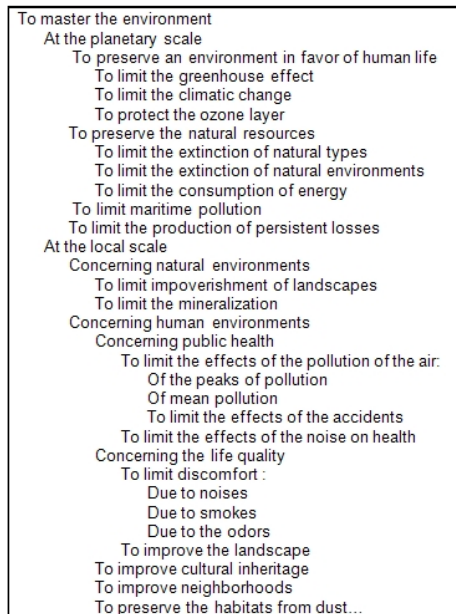 To master the environment
At the planetary scale
To preserve an environment in favor of human life
To limit the greenhouse effect
To limit the climatic change
To protect the ozone layer
To preserve the natural resources
To limit the extinction of natural types
To limit the extinction of natural environments
To limit the consumption of energy
To limit maritime pollution
To limit the production of persistent losses
At the local scale
Concerning natural environments
To limit impoverishment of landscapes
To limit the mineralization
Concerning human environments
Concerning public health
To limit the effects of the pollution of the air:
Of the peaks of pollution
Of mean pollution
To limit the effects of the accidents
To limit the effects of the noise on health
Concerning the life quality
To limit discomfort :
Due to noises
Due to smokes
Due to the odors
To improve the landscape
To improve cultural inheritage
To improve neighborhoods
To preserve the habitats from dust...